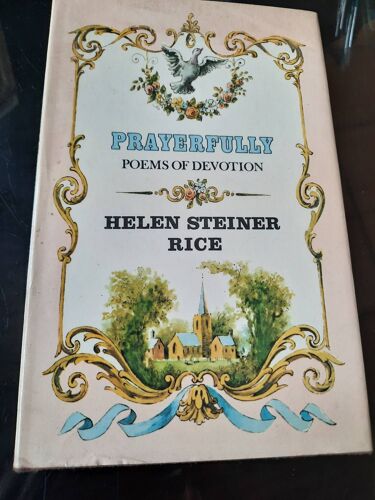 PRAYERFULLY
POEMS OF DEVOTION
HELEN STEINER
RICE